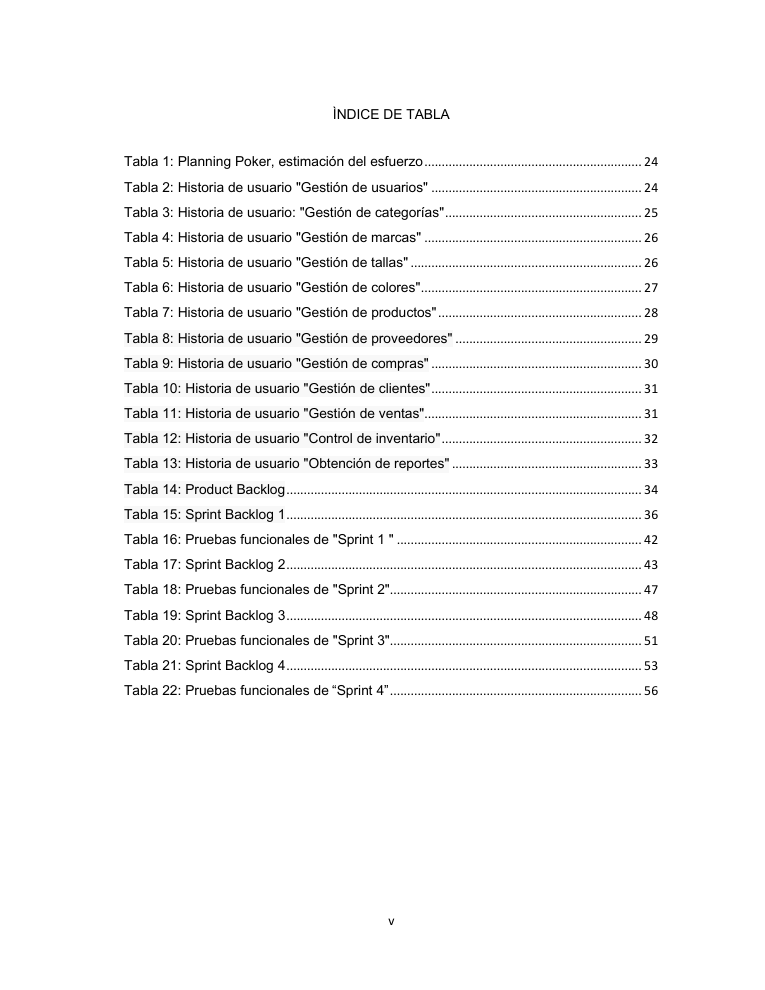 ÌNDICE DE TABLA
Tabla 1: Planning Poker, estimación del esfuerzo................................................................ 24
Tabla 2: Historia de usuario "Gestión de usuarios" .............................................................. 24
Tabla 3: Historia de usuario: "Gestión de categorías"......................................................... 25
Tabla 4: Historia de usuario "Gestión de marcas" ............................................................... 26
Tabla 5: Historia de usuario "Gestión de tallas" ................................................................... 26
Tabla 6: Historia de usuario "Gestión de colores"................................................................ 27
Tabla 7: Historia de usuario "Gestión de productos"........................................................... 28
Tabla 8: Historia de usuario "Gestión de proveedores" ...................................................... 29
Tabla 9: Historia de usuario "Gestión de compras" ............................................................. 30
Tabla 10: Historia de usuario "Gestión de clientes"............................................................. 31
Tabla 11: Historia de usuario "Gestión de ventas"............................................................... 31
Tabla 12: Historia de usuario "Control de inventario".......................................................... 32
Tabla 13: Historia de usuario "Obtención de reportes" ....................................................... 33
Tabla 14: Product Backlog....................................................................................................... 34
Tabla 15: Sprint Backlog 1....................................................................................................... 36
Tabla 16: Pruebas funcionales de "Sprint 1 " ....................................................................... 42
Tabla 17: Sprint Backlog 2....................................................................................................... 43
Tabla 18: Pruebas funcionales de "Sprint 2"......................................................................... 47
Tabla 19: Sprint Backlog 3....................................................................................................... 48
Tabla 20: Pruebas funcionales de "Sprint 3"......................................................................... 51
Tabla 21: Sprint Backlog 4....................................................................................................... 53
Tabla 22: Pruebas funcionales de “Sprint 4”......................................................................... 56
v